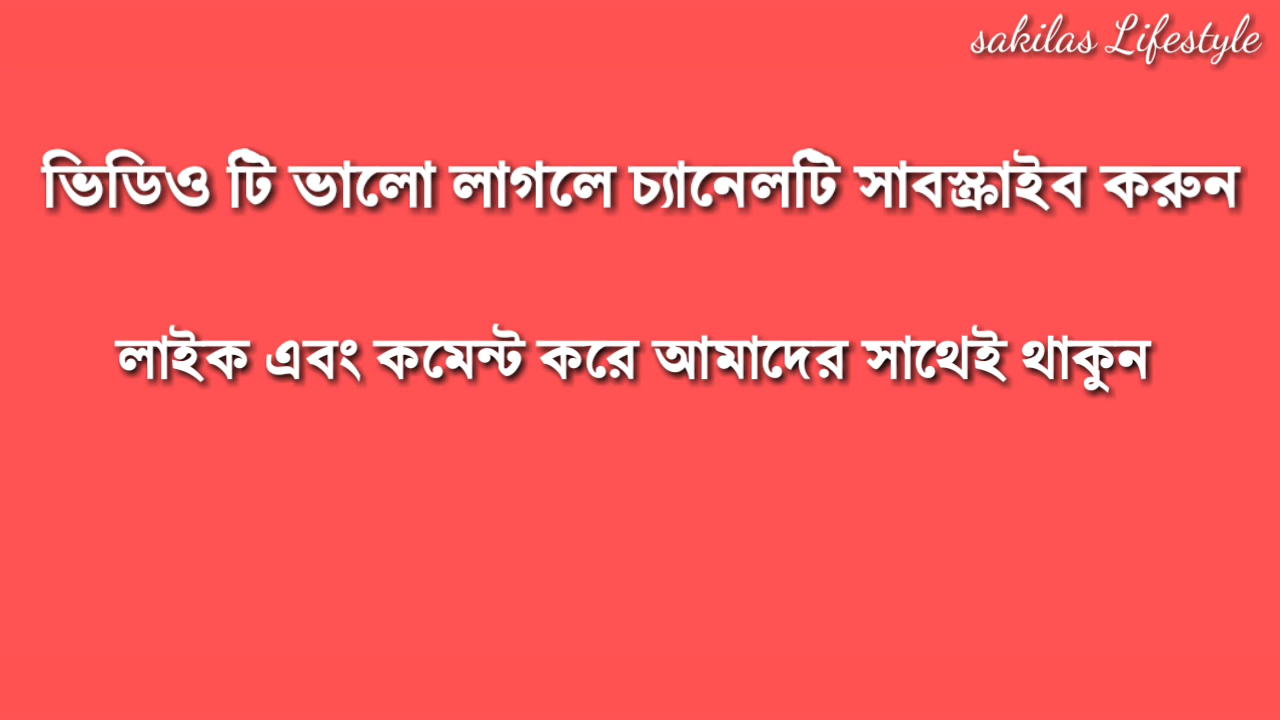 sakilas Lifestyle
ভিডিও টি ভালো লাগলে চ্যানেলটি সাবস্ক্রাইব করুন
লাইক এবং কমেন্ট করে আমাদের সাথেই থাকুন